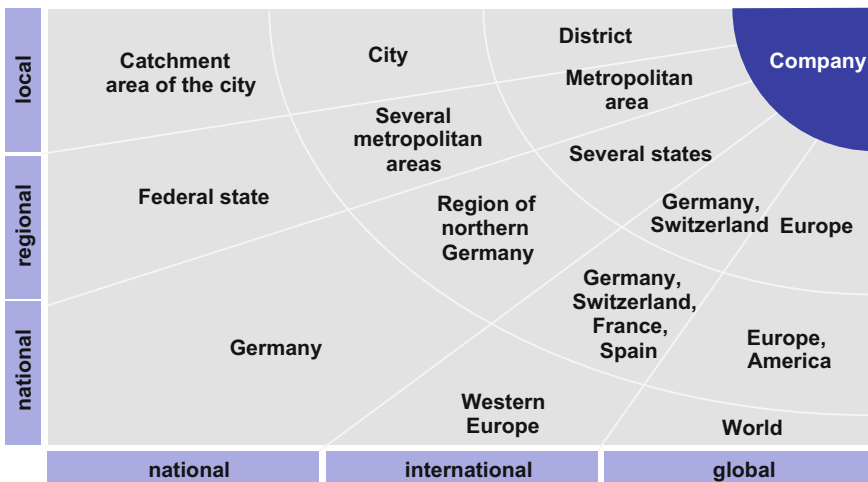 local
regional
national
Catchment
area of the city
City
District
Company
Metropolitan
area
Several
metropolitan
areas
Several states
Federal state
Region of
northern
Germany
Germany,
Switzerland
Europe
Germany,
Switzerland,
France,
Spain
Germany
Europe,
America
Western
Europe
World
national
international
global